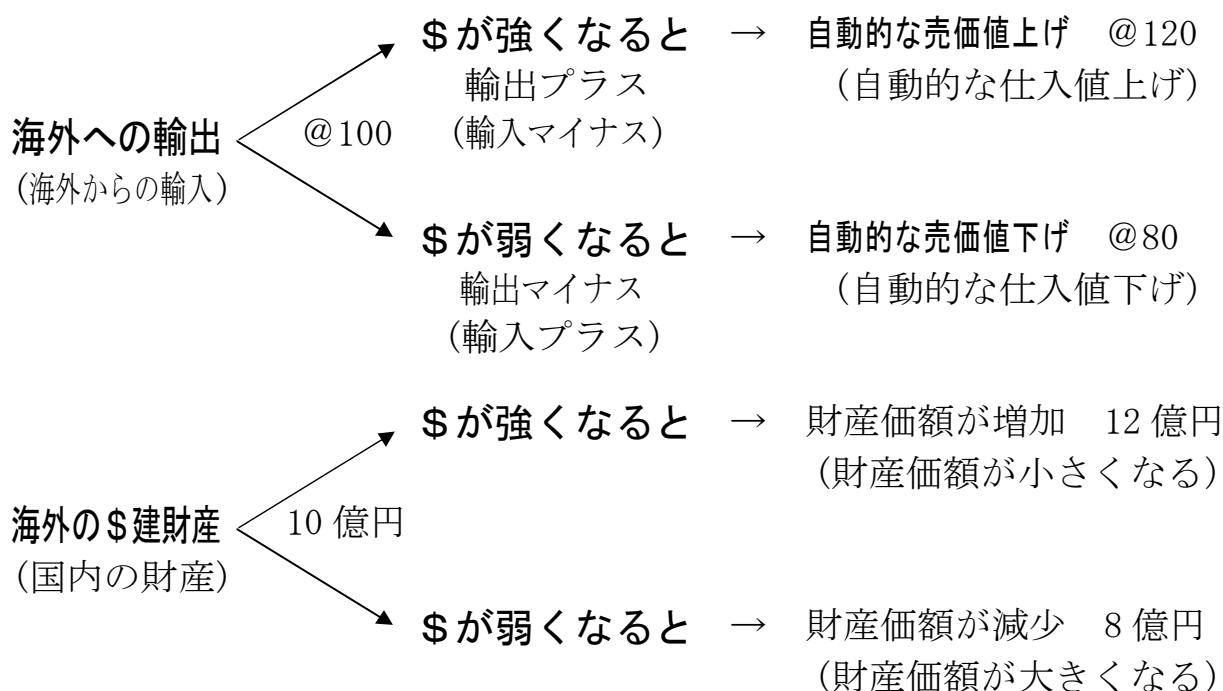 $が強くなると → 自動的な売価値上げ @120
輸出プラス (自動的な仕入値上げ)
海外への輸出 @100 (輸入マイナス)
(海外からの輸入)
$が弱くなると → 自動的な売価値下げ @80
輸出マイナス (自動的な仕入値下げ)
(輸入プラス)
$が強くなると → 財産価額が増加 12億円
(財産価額が小さくなる)
海外の$建財産 10億円
(国内の財産)
$が弱くなると → 財産価額が減少 8億円
(財産価額が大きくなる)